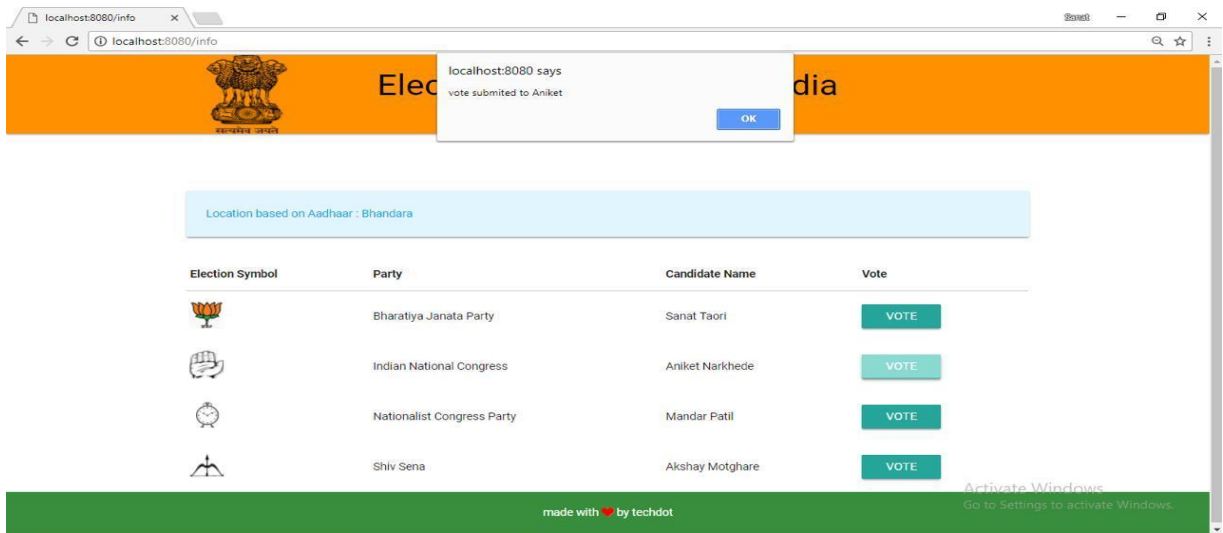 localhost:8080/info
Sanat
localhost:8080/info
सत्यमेव जयते
Elec
dia
localhost:8080 says
vote submited to Aniket
OK
Location based on Aadhaar : Bhandara
Election Symbol Party Candidate Name Vote
Bharatiya Janata Party Sanat Taori VOTE
Indian National Congress Aniket Narkhede VOTE
Nationalist Congress Party Mandar Patil VOTE
Shiv Sena Akshay Motghare VOTE
Activate Windows
Go to Settings to activate Windows.
made with by techdot